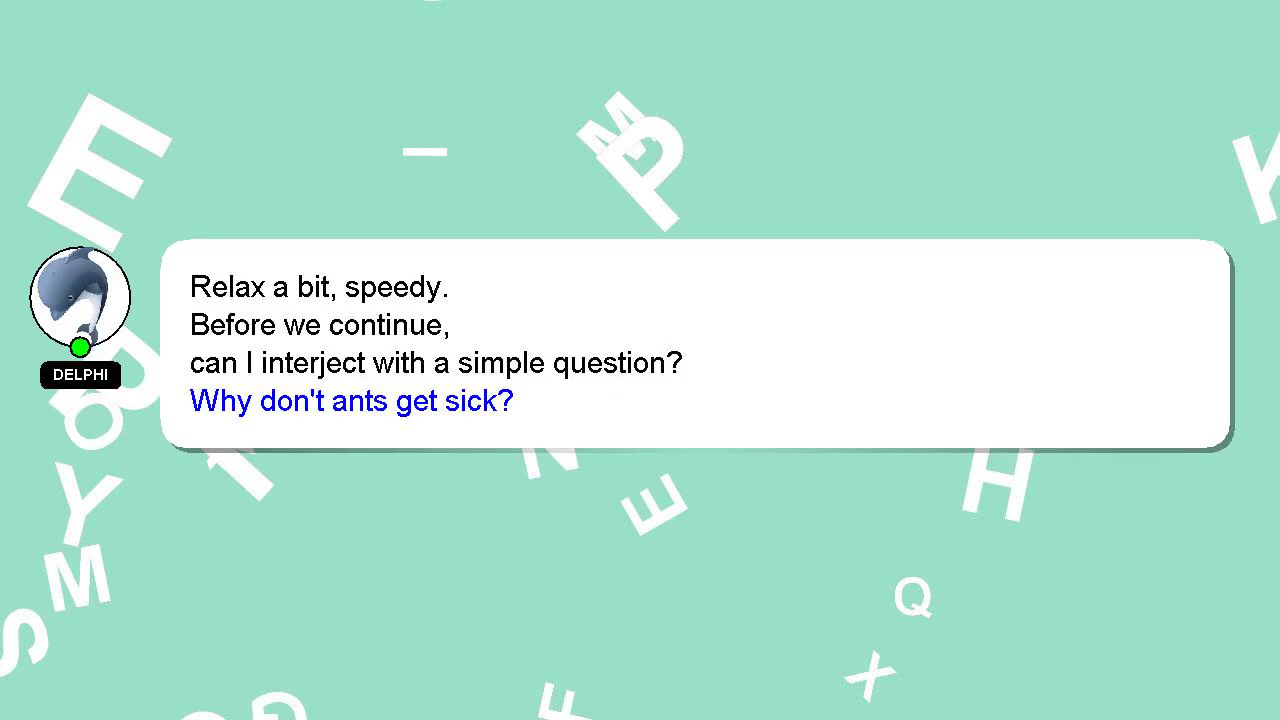 Relax a bit, speedy.
Before we continue,
can I interject with a simple question?
Why don't ants get sick?
DELPHI
E
M
P
K
Y
N
E
H
M
Q
S
X
G
F